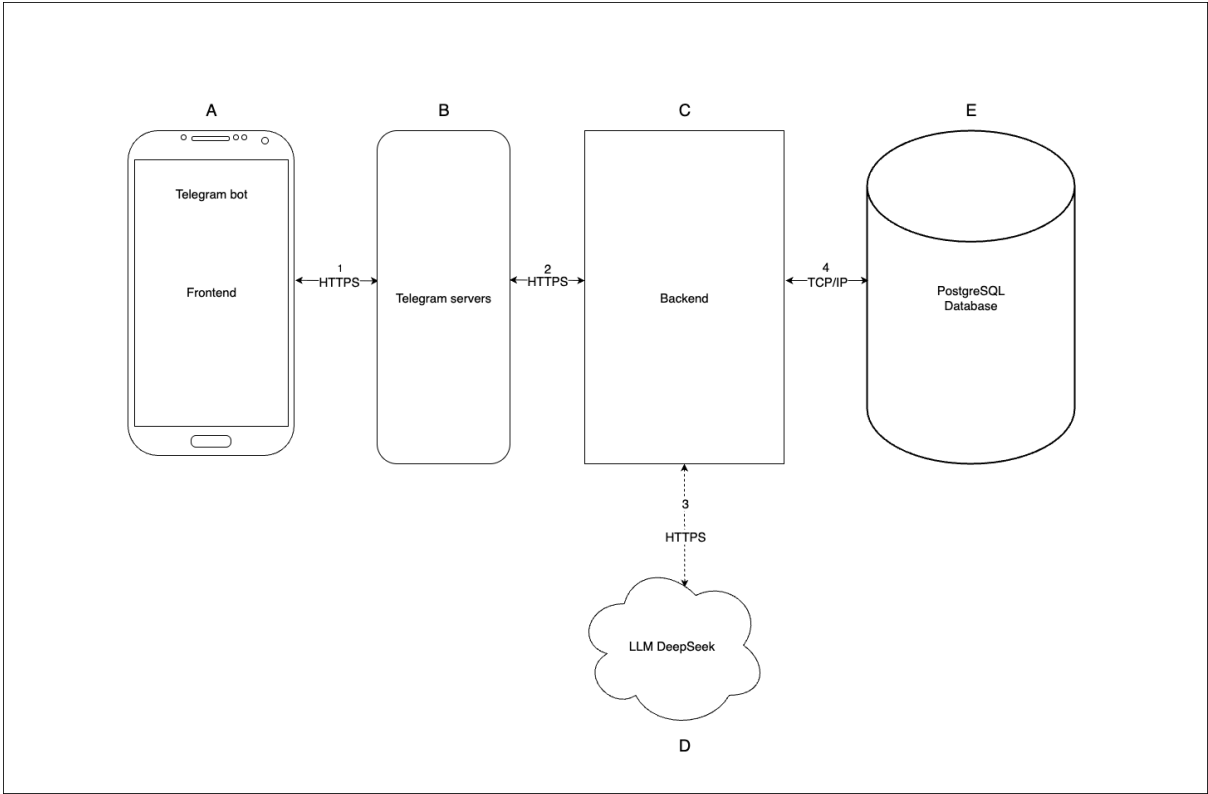 A
B
C
E
Telegram bot
Frontend
1
HTTPS
Telegram servers
2
HTTPS
Backend
4
TCP/IP
PostgreSQL
Database
3
HTTPS
LLM DeepSeek
D